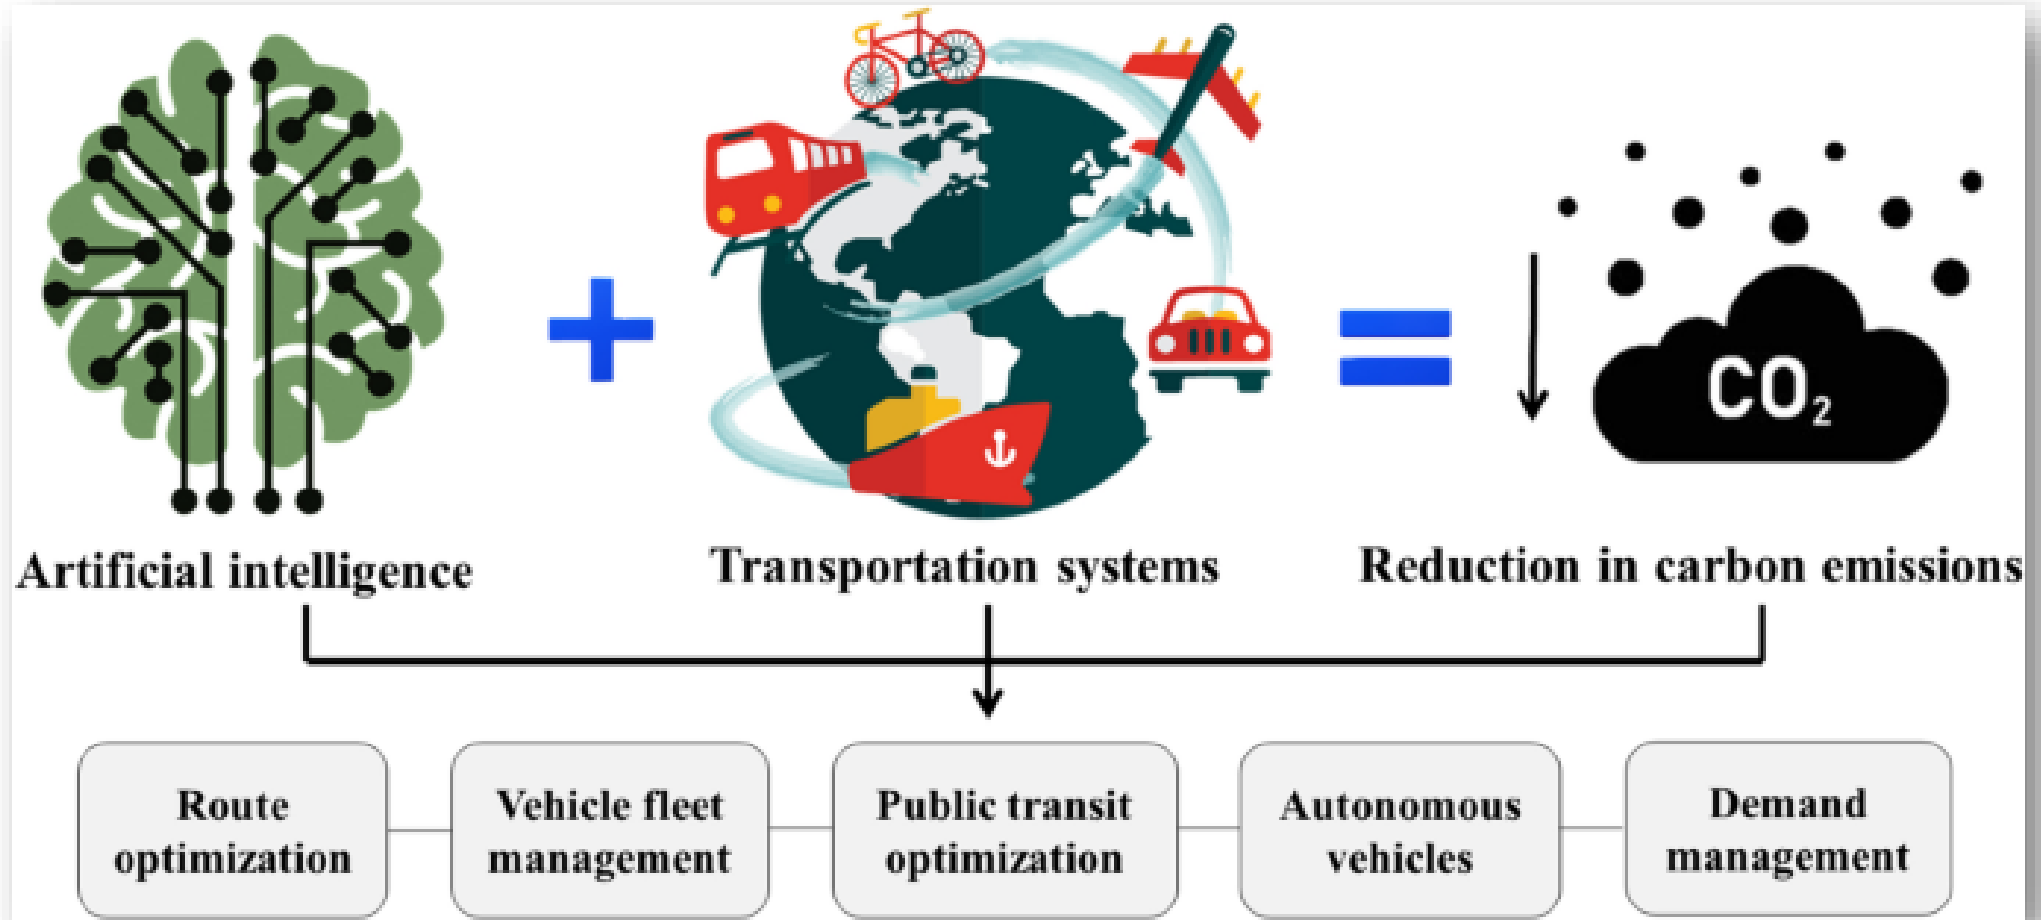 CO₂
Artificial intelligence
Transportation systems
Reduction in carbon emissions
Route
optimization
Vehicle fleet
management
Public transit
optimization
Autonomous
vehicles
Demand
management